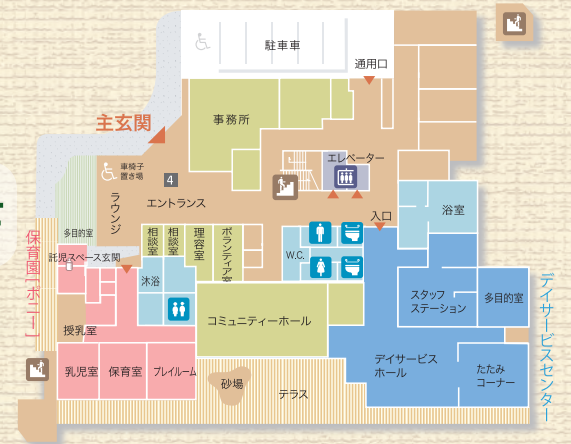 駐車車
通用口
事務所
主玄関
エレベーター
車椅子
置き場
4
ラウンジ
エントランス
入口
浴室
多目的室
相談室
相談室
理容室
ボランティア室
W.C.
託児スペース玄関
沐浴
保育園[ポニー]
スタッフ
ステーション
多目的室
デイサービスセンター
授乳室
コミュニティーホール
デイサービス
ホール
たたみ
コーナー
乳児室
保育室
プレイルーム
砂場
テラス